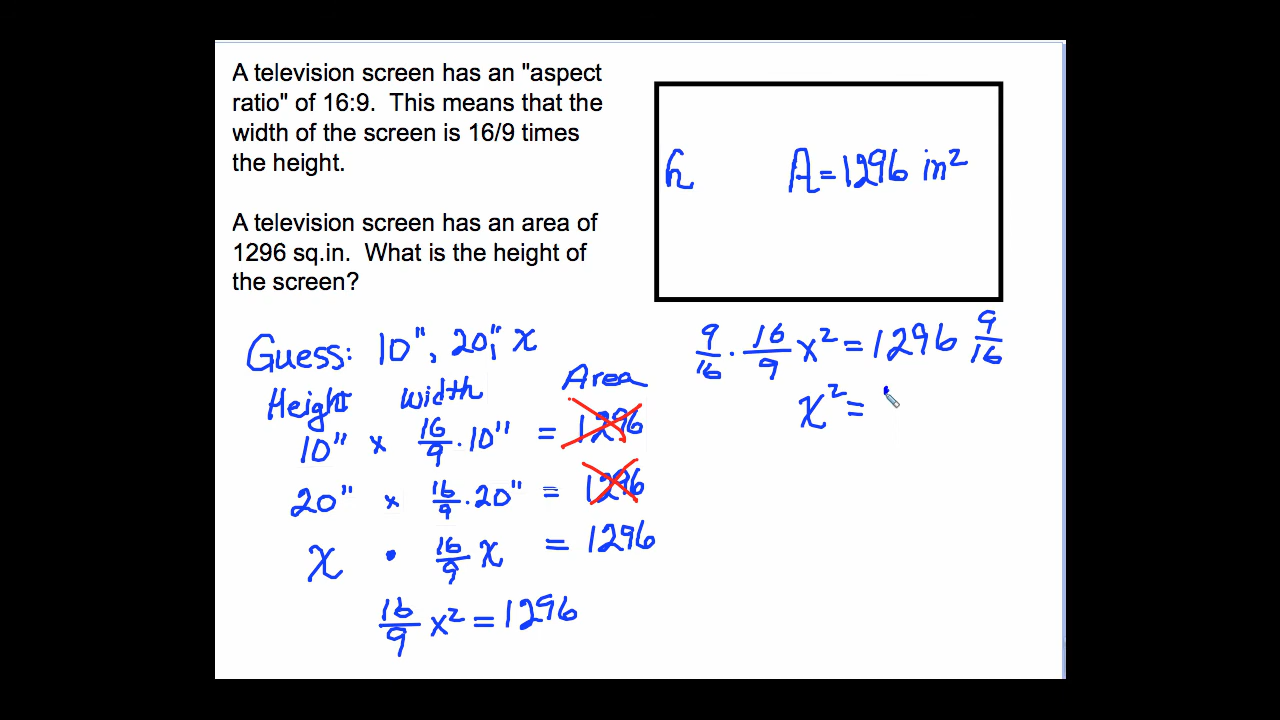 A television screen has an "aspect
ratio" of 16:9. This means that the
width of the screen is 16/9 times
the height.
A television screen has an area of
1296 sq.in. What is the height of
the screen?
h A = 1296 in²
Guess: 10", 20", x
Height width Area
10" x 16/9 · 10" = 1296
20" x 16/9 · 20" = 1296
x · 16/9 x = 1296
16/9 x² = 1296
9/16 · 16/9 x² = 1296 9/16
x² =